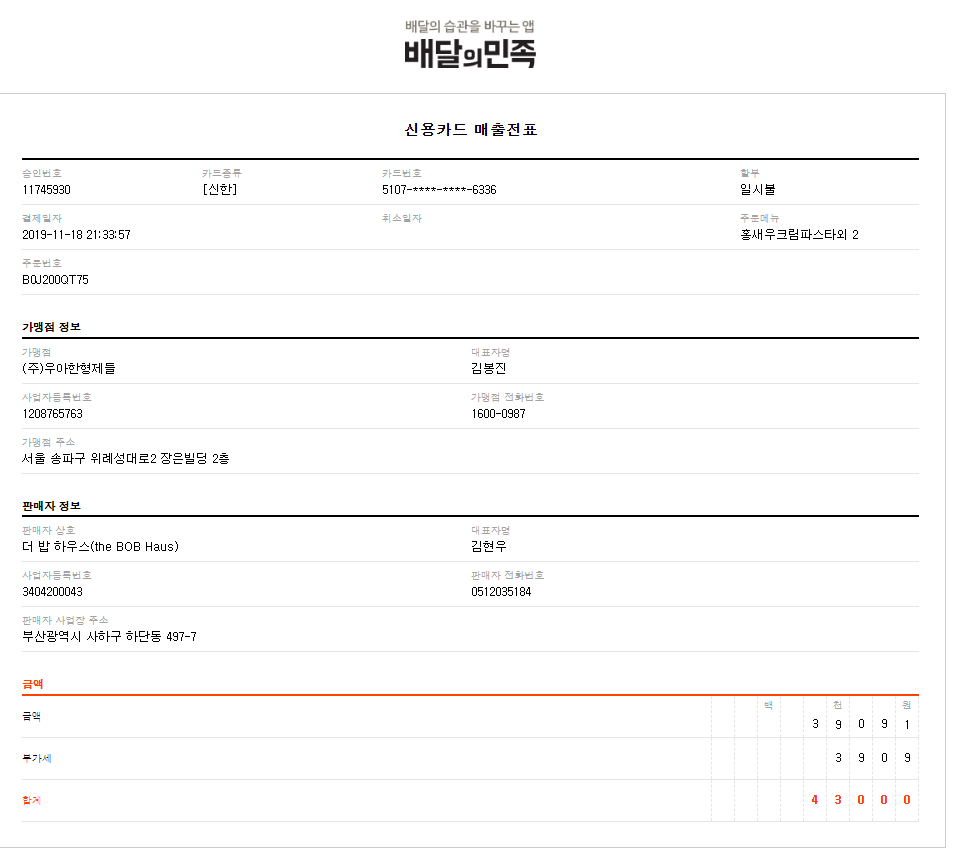 배달의 습관을 바꾸는 앱
배달의민족
신용카드 매출전표
승인번호 카드종류 카드번호 할부
11745930 [신한] 5107-****-****-6336 일시불
결제일자 취소일자 주문메뉴
2019-11-18 21:33:57 홍새우크림파스타외 2
주문번호
B0J200QT75
가맹점 정보
가맹점 대표자명
(주)우아한형제들 김봉진
사업자등록번호 가맹점 전화번호
1208765763 1600-0987
가맹점 주소
서울 송파구 위례성대로2 장은빌딩 2층
판매자 정보
판매자 상호 대표자명
더 밥 하우스(the BOB Haus) 김현우
사업자등록번호 판매자 전화번호
3404200043 0512035184
판매자 사업장 주소
부산광역시 사하구 하단동 497-7
금액
백 천 원
금액 3 9 0 9 1
부가세 3 9 0 9
합계 4 3 0 0 0